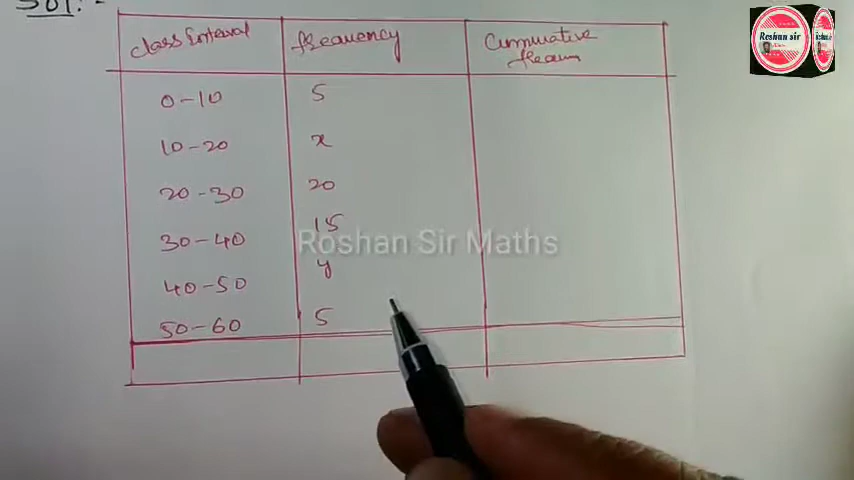 Sol:-
Class Interval frequency Cummulative
frequ
0-10 5
10-20 x
20-30 20
30-40 15
40-50 y
50-60 5
Roshan Sir Maths
Roshan sir